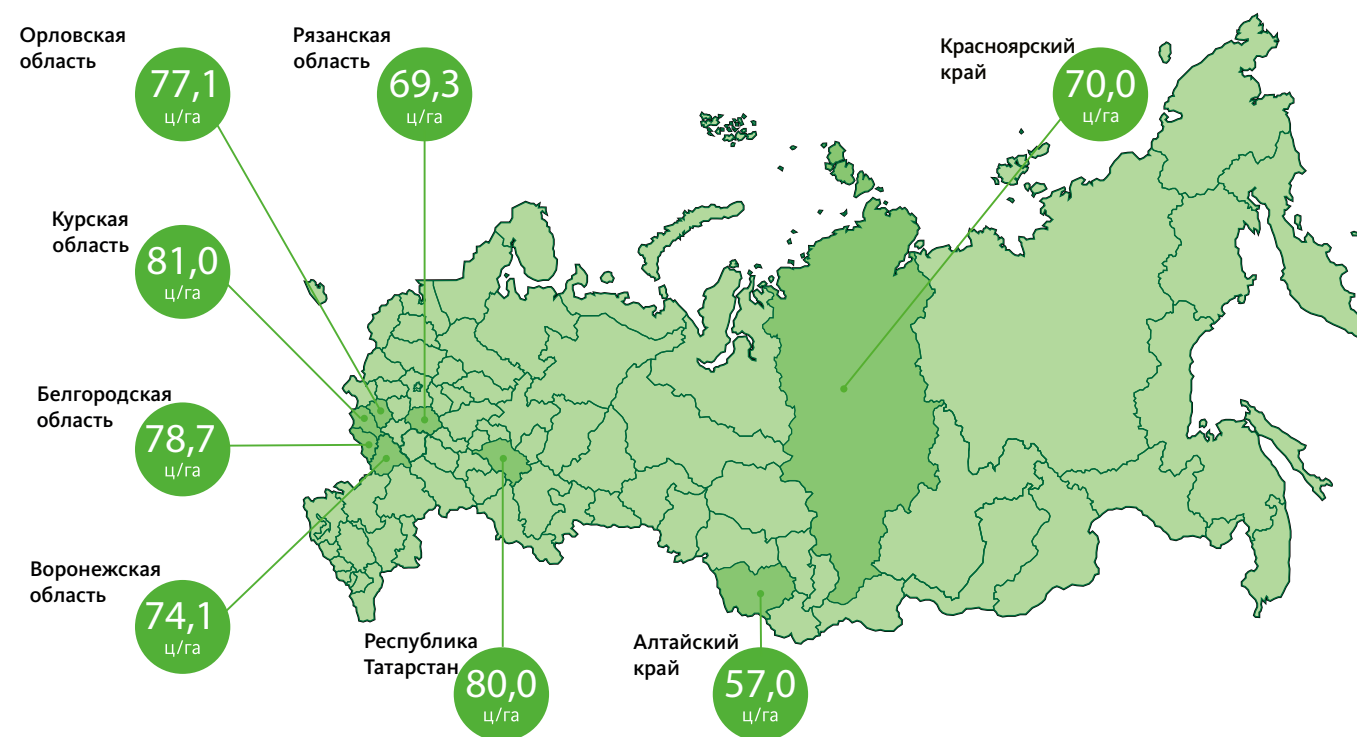 Орловская
область
77,1
ц/га
Рязанская
область
69,3
ц/га
Красноярский
край
70,0
ц/га
Курская
область
81,0
ц/га
Белгородская
область
78,7
ц/га
Воронежская
область
74,1
ц/га
Республика
Татарстан
80,0
ц/га
Алтайский
край
57,0
ц/га